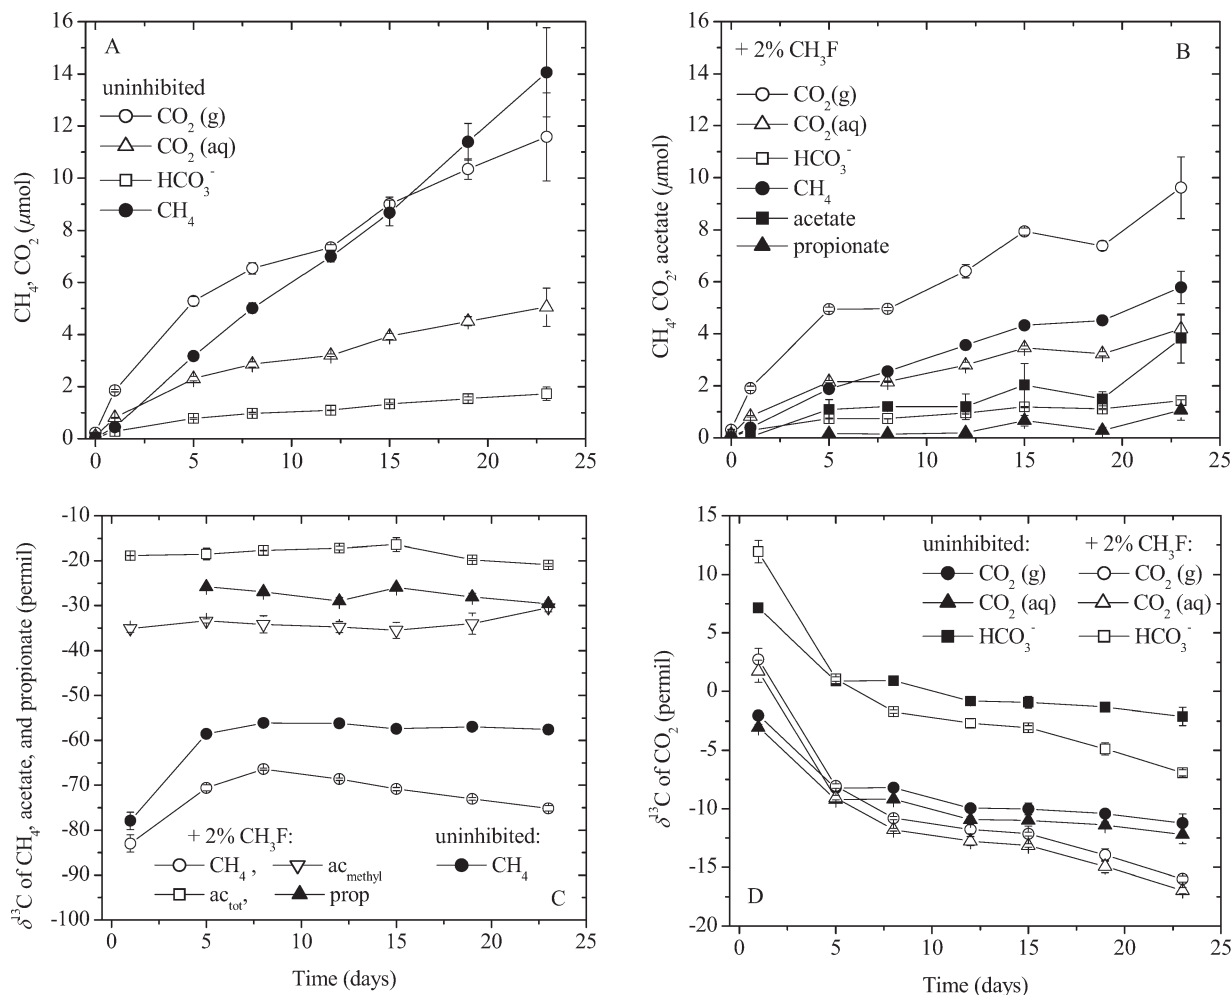 A
uninhibited
CO₂ (g)
CO₂ (aq)
HCO₃⁻
CH₄
CH₄, CO₂ (μmol)
16
14
12
10
8
6
4
2
0
0 5 10 15 20 25
B
+ 2% CH₃F
CO₂(g)
CO₂(aq)
HCO₃⁻
CH₄
acetate
propionate
CH₄, CO₂, acetate (μmol)
16
14
12
10
8
6
4
2
0
0 5 10 15 20 25
δ¹³C of CH₄, acetate, and propionate (permil)
-10
-20
-30
-40
-50
-60
-70
-80
-90
-100
+ 2% CH₃F: uninhibited:
CH₄ , ac_methyl CH₄
ac_tot, prop
C
0 5 10 15 20 25
Time (days)
δ¹³C of CO₂ (permil)
15
10
5
0
-5
-10
-15
-20
uninhibited: + 2% CH₃F:
CO₂ (g) CO₂ (g)
CO₂ (aq) CO₂ (aq)
HCO₃⁻ HCO₃⁻
D
0 5 10 15 20 25
Time (days)